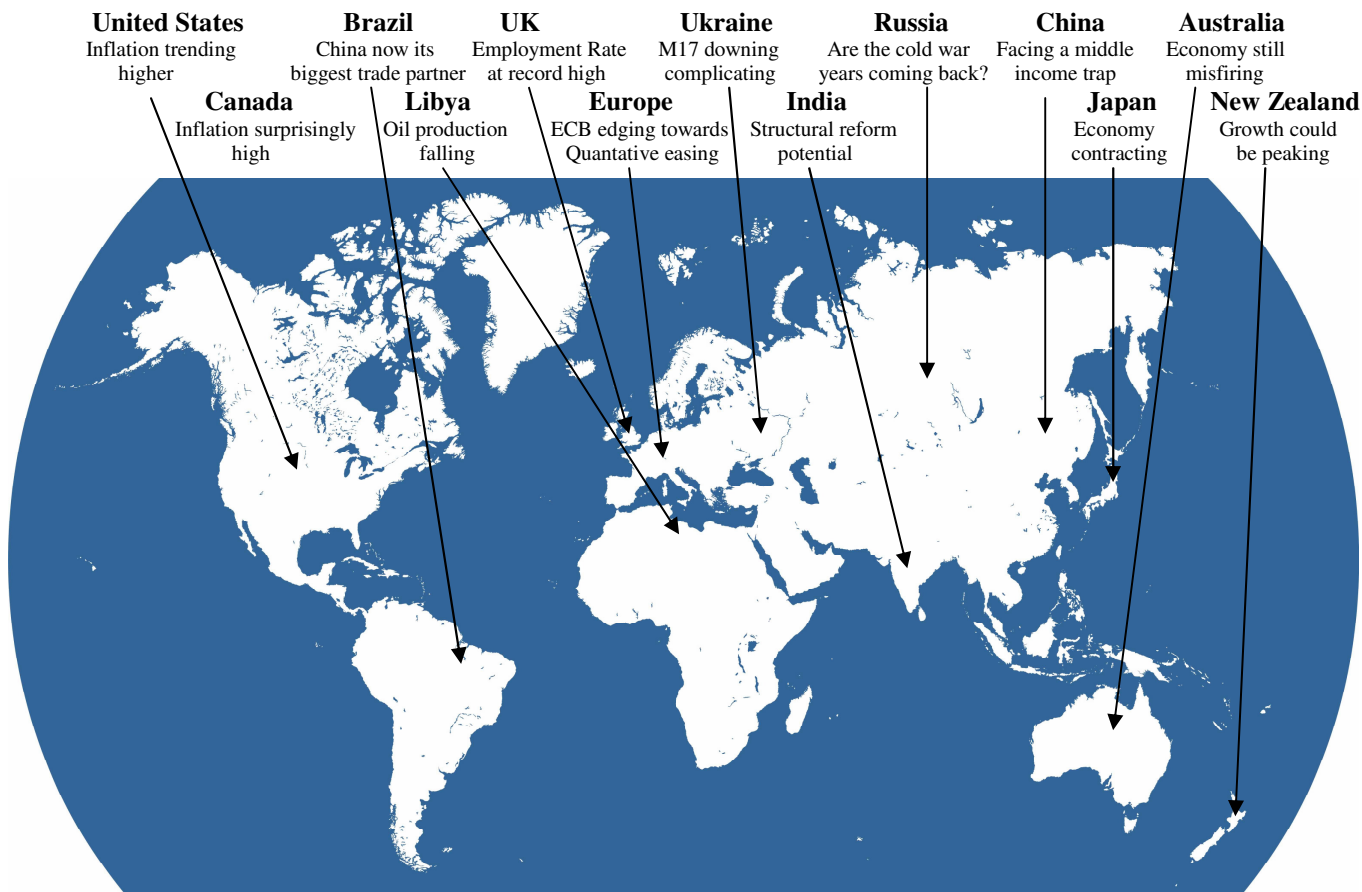 United States
Inflation trending
higher
Brazil
China now its
biggest trade partner
UK
Employment Rate
at record high
Ukraine
M17 downing
complicating
Russia
Are the cold war
years coming back?
China
Facing a middle
income trap
Australia
Economy still
misfiring
Canada
Inflation surprisingly
high
Libya
Oil production
falling
Europe
ECB edging towards
Quantative easing
India
Structural reform
potential
Japan
Economy
contracting
New Zealand
Growth could
be peaking